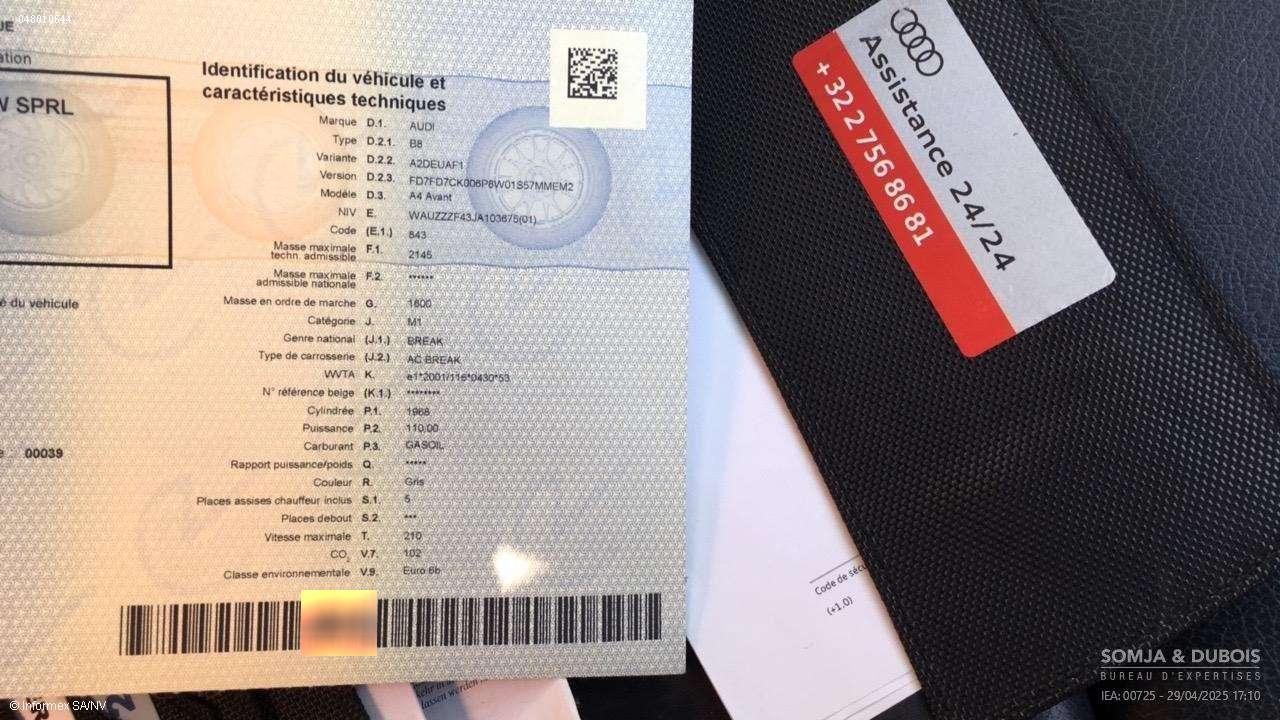 048010644
UE
ation
W SPRL
Identification du véhicule et
caractéristiques techniques
Marque D.1. AUDI
Type D.2.1. B8
Variante D.2.2. A2DEUAF1
Version D.2.3. FD7FD7CK006P8W01S57MMEM2
Modèle D.3. A4 Avant
NIV E. WAUZZZF43JA103675(01)
Code (E.1.) 843
Masse maximale
techn. admissible F.1. 2145
Masse maximale
admissible nationale F.2. ******
Masse en ordre de marche G. 1600
Catégorie J. M1
Genre national (J.1.) BREAK
Type de carrosserie (J.2.) AC BREAK
WVTA K. e1*2001/116*0430*53
N° référence belge (K.1.) ********
Cylindrée P.1. 1968
Puissance P.2. 110.00
Carburant P.3. GASOIL
Rapport puissance/poids Q. *****
Couleur R. Gris
Places assises chauffeur inclus S.1. 5
Places debout S.2. ***
Vitesse maximale T. 210
CO₂ V.7. 102
Classe environnementale V.9. Euro 6b
é du véhicule
e : 00039
Assistance 24/24
+32 2 756 86 81
Code de sécu
(+1.0)
lassen werden
SOMJA & DUBOIS
BUREAU D'EXPERTISES
IEA: 00725 - 29/04/2025 17:10
© Informex SA/NV